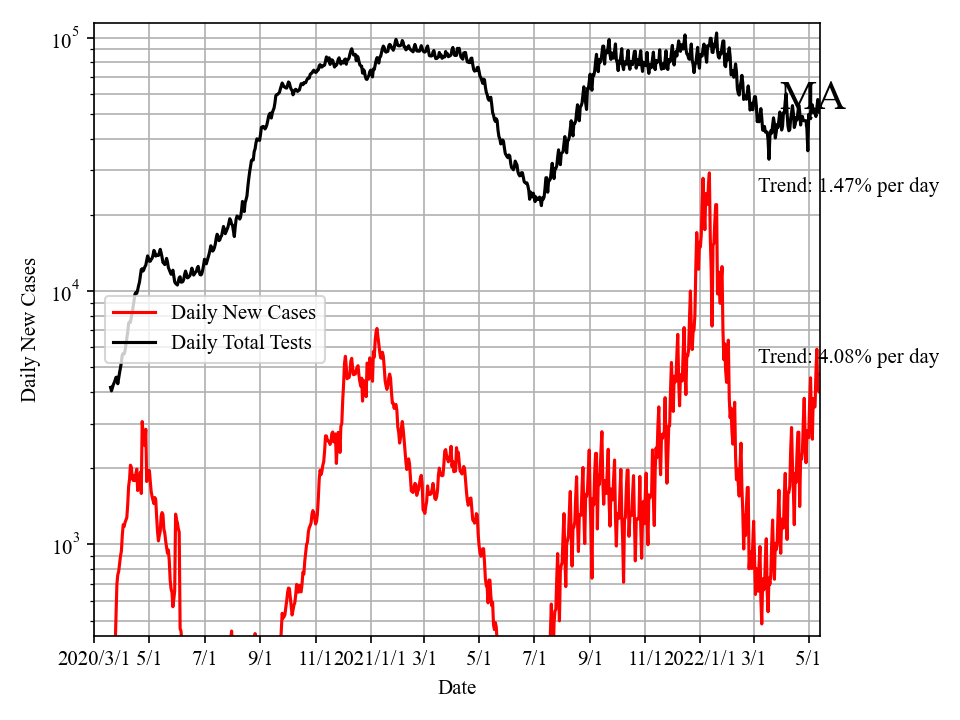 10^5
10^4
10^3
MA
Trend: 1.47% per day
Trend: 4.08% per day
Daily New Cases
Daily Total Tests
Daily New Cases
2020/3/1 5/1 7/1 9/1 11/1 2021/1/1 3/1 5/1 7/1 9/1 11/1 2022/1/1 3/1 5/1
Date